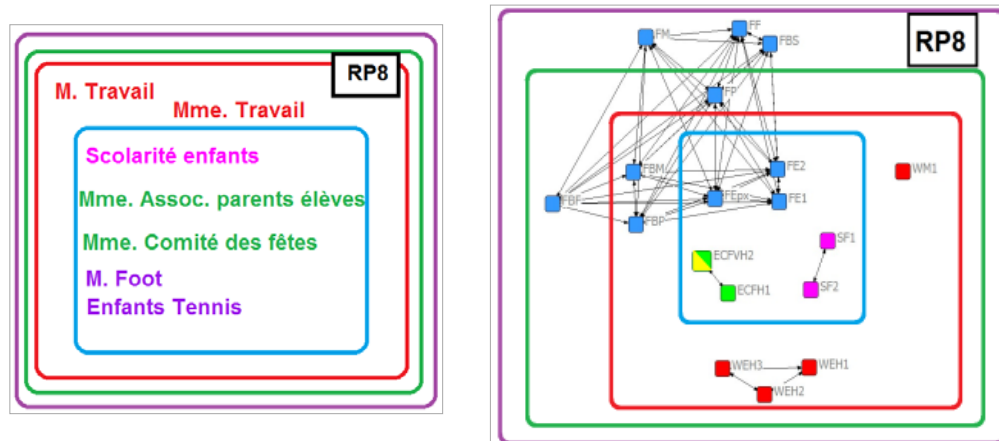 RP8
M. Travail
Mme. Travail
Scolarité enfants
Mme. Assoc. parents élèves
Mme. Comité des fêtes
M. Foot
Enfants Tennis
RP8
FF
FM
FBS
FP
FBM
FE2
WM1
FBF
FEpx
FE1
FBP
SF1
ECFVH2
SF2
ECFH1
WEH3
WEH1
WEH2